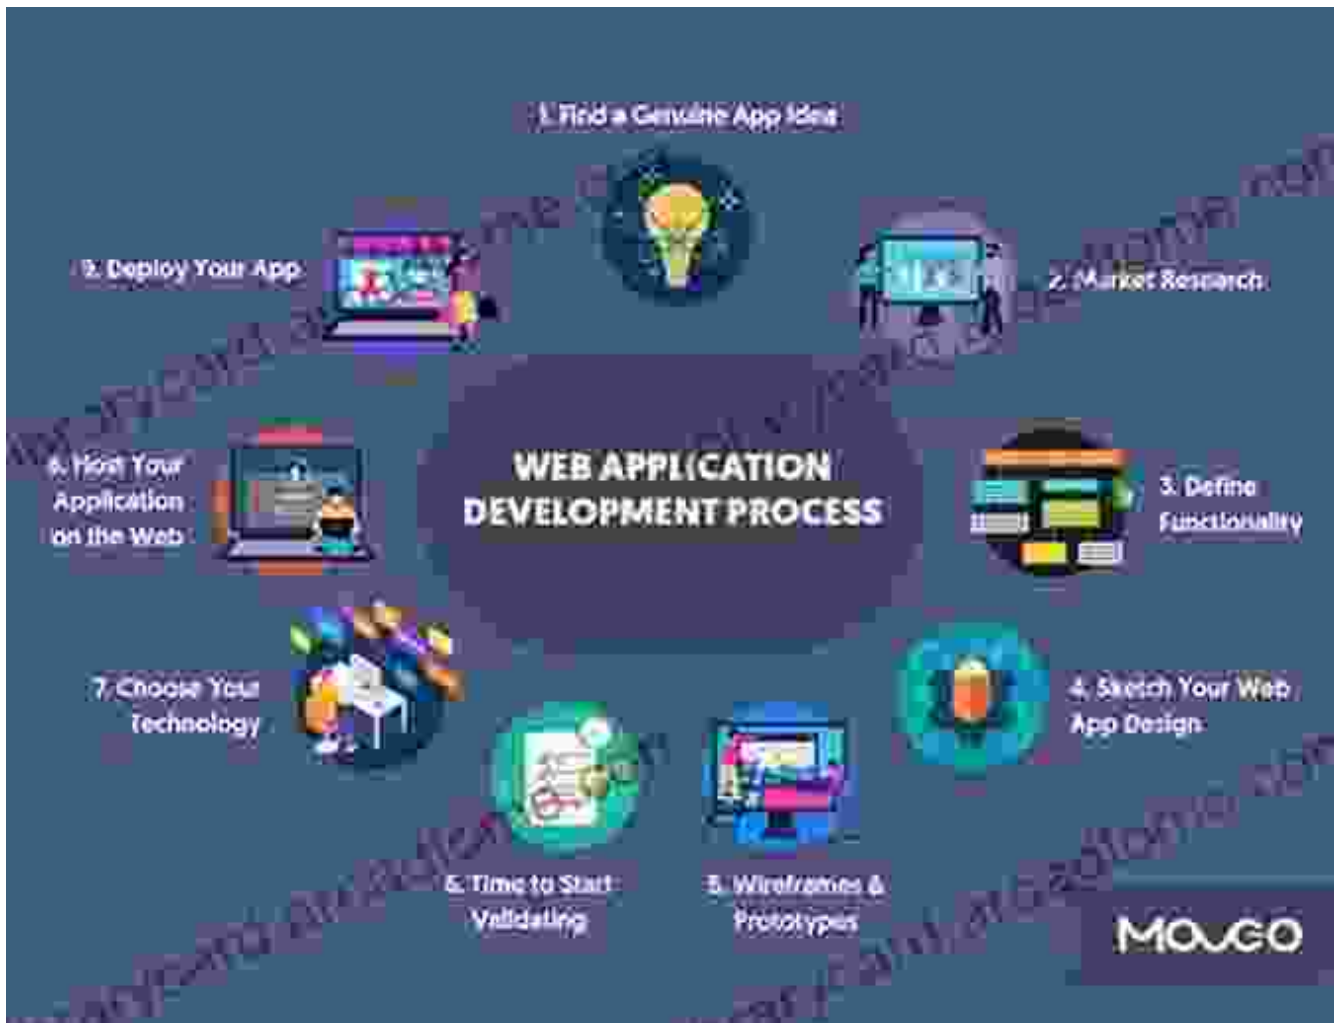 1. Find a Genuine App Idea
2. Market Research
3. Define
Functionality
4. Sketch Your Web
App Design
5. Wireframes &
Prototypes
6. Time to Start
Validating
7. Choose Your
Technology
Host Your
Application
on the Web
9. Deploy Your App
WEB APPLICATION
DEVELOPMENT PROCESS